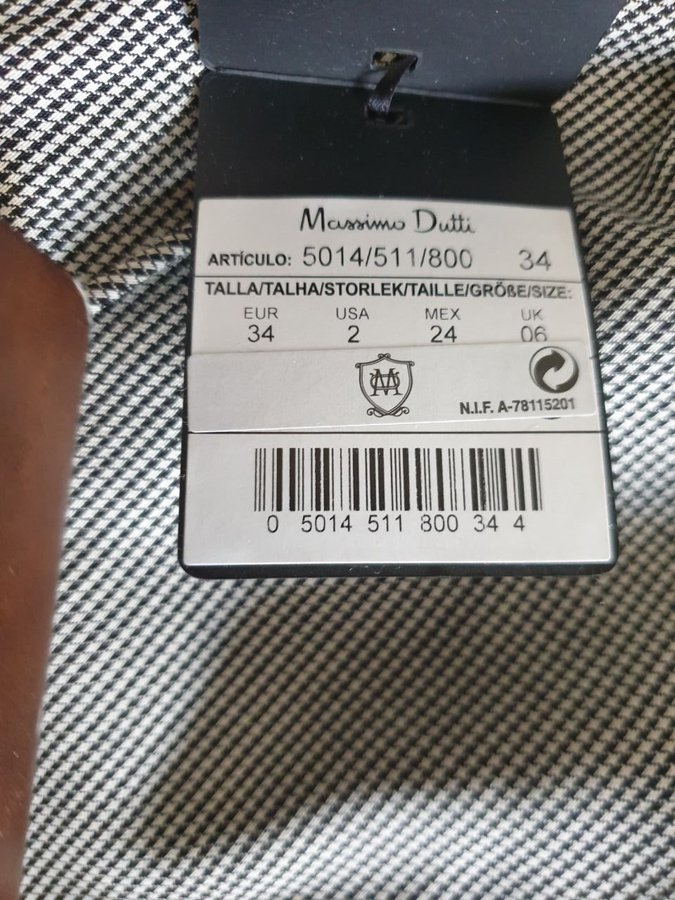 Massimo Dutti
ARTÍCULO: 5014/511/800 34
TALLA/TALHA/STORLEK/TAILLE/GRÖßE/SIZE:
EUR USA MEX UK
34 2 24 06
N.I.F. A-78115201
0 5014 511 800 34 4